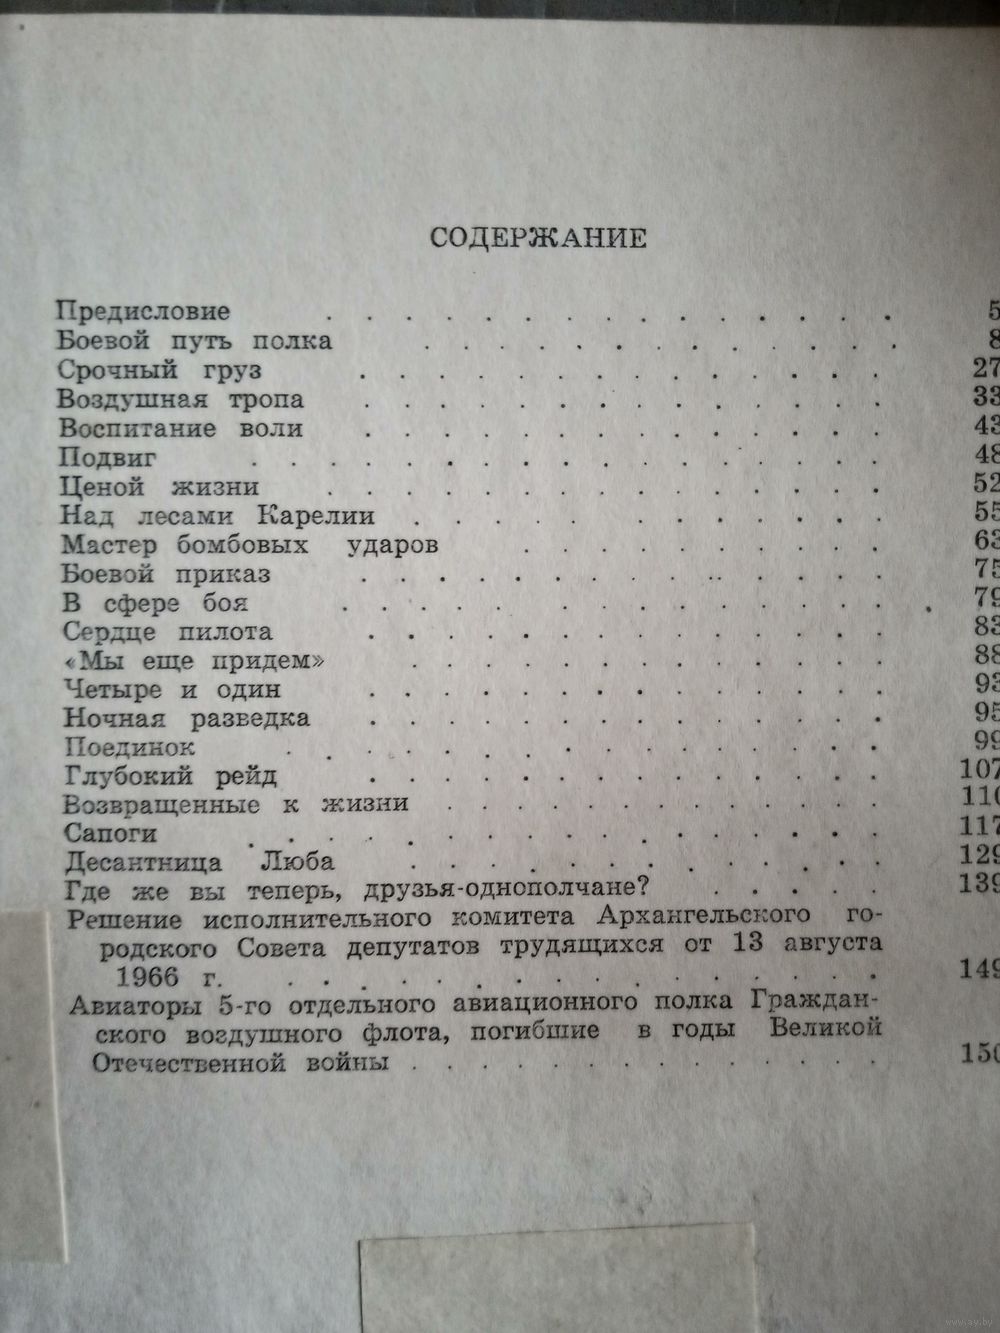 СОДЕРЖАНИЕ
Предисловие . . . . . . . . . . . . . . . 5
Боевой путь полка . . . . . . . . . . . . . 8
Срочный груз . . . . . . . . . . . . . . 27
Воздушная тропа . . . . . . . . . . . . . . 33
Воспитание воли . . . . . . . . . . . . . . 43
Подвиг . . . . . . . . . . . . . . . . . 48
Ценой жизни . . . . . . . . . . . . . . . 52
Над лесами Карелии . . . . . . . . . . . . 55
Мастер бомбовых ударов . . . . . . . . . . 63
Боевой приказ . . . . . . . . . . . . . . 75
В сфере боя . . . . . . . . . . . . . . . 79
Сердце пилота . . . . . . . . . . . . . . 83
«Мы еще придем» . . . . . . . . . . . . . 88
Четыре и один . . . . . . . . . . . . . . 93
Ночная разведка . . . . . . . . . . . . . . 95
Поединок . . . . . . . . . . . . . . . . 99
Глубокий рейд . . . . . . . . . . . . . . 107
Возвращенные к жизни . . . . . . . . . . . . 110
Сапоги . . . . . . . . . . . . . . . . . 117
Десантница Люба . . . . . . . . . . . . . 129
Где же вы теперь, друзья-однополчане? . . . . . 139
Решение исполнительного комитета Архангельского го-
родского Совета депутатов трудящихся от 13 августа
1966 г. . . . . . . . . . . . . . . . . 149
Авиаторы 5-го отдельного авиационного полка Граждан-
ского воздушного флота, погибшие в годы Великой
Отечественной войны . . . . . . . . . . . . . 150
www.ay.by